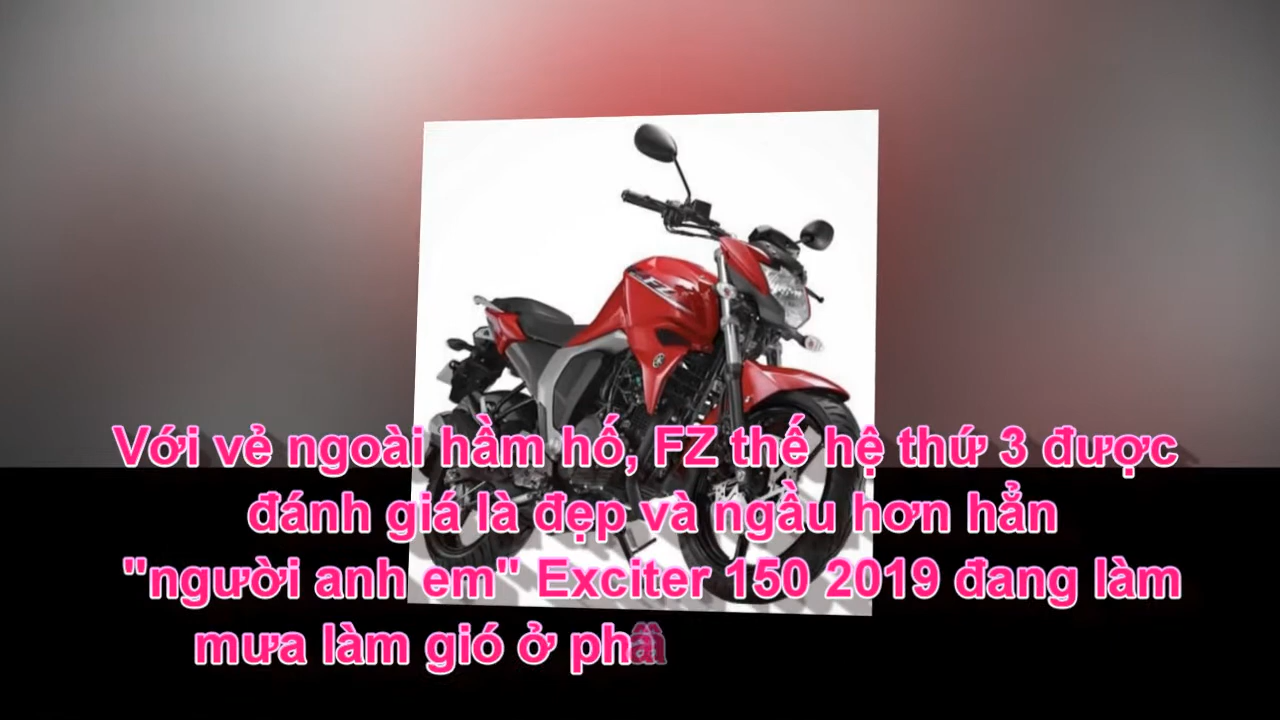 FZ
Với vẻ ngoài hầm hố, FZ thế hệ thứ 3 được
đánh giá là đẹp và ngầu hơn hẳn
"người anh em" Exciter 150 2019 đang làm
mưa làm gió ở